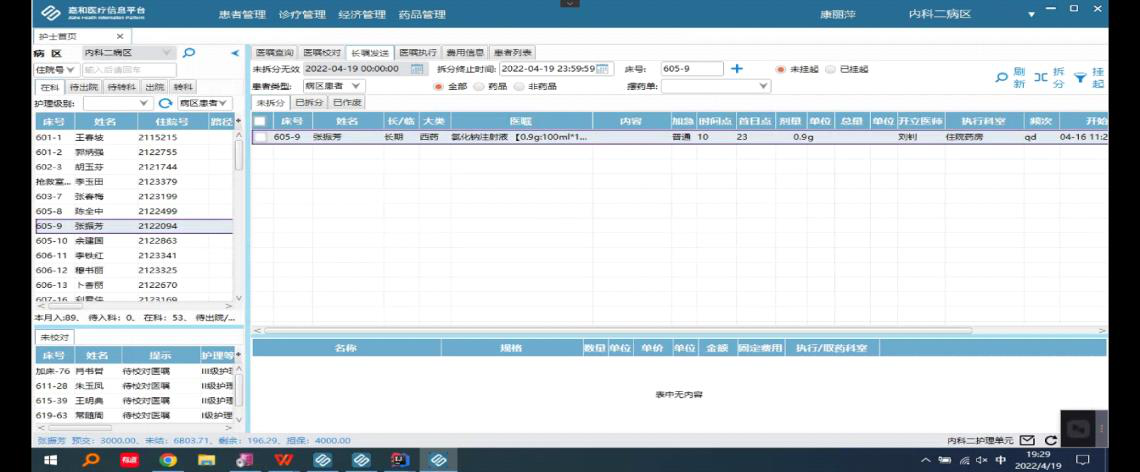 嘉和医疗信息平台 患者管理 诊疗管理 经济管理 药品管理 康丽萍 内科二病区
护士首页
病 区 内科二病区
住院号 输入后请回车
在科 待出院 待转科 出院 转科
护理级别: 病区患者
床号 姓名 住院号 路径
601-1 王春坡 2115215
601-2 郭炳强 2122755
602-3 胡玉芬 2121744
抢救室... 李玉田 2123379
603-7 张春梅 2123199
605-8 陈全中 2122499
605-9 张振芳 2122094
605-10 余建国 2122863
606-11 李铁红 2123341
606-12 穆书丽 2123325
606-13 卜善丽 2122670
607-16 2123169
本月入:89、 待入科: 0、 在科: 53、 待出院/...
未校对
床号 姓名 提示 护理等
加床-76 肖书哲 待校对医嘱 III级护理
611-28 朱玉凤 待校对医嘱 II级护理
615-39 王明典 待校对医嘱 II级护理
619-63 常随周 待校对医嘱 I级护理
医嘱查询 医嘱校对 长嘱发送 医嘱执行 费用信息 患者列表
未拆分无效 2022-04-19 00:00:00 拆分终止时间: 2022-04-19 23:59:59 床号: 605-9 未挂起 已挂起 刷新 拆分 挂起
患者类型: 病区患者 全部 药品 非药品 摆药单:
未拆分 已拆分 已作废
床号 姓名 长/临 大类 医嘱 内容 加急 时间点 首日点 剂量 单位 总量 单位 开立医师 执行科室 频次 开始
605-9 张振芳 长期 西药 氯化钠注射液 【0.9g:100ml*1... 普通 10 23 0.9g 刘钊 住院药房 qd 04-16 11:2
名称 规格 数量 单位 单价 单位 金额 固定费用 执行/取药科室
表中无内容
张振芳 预交: 3000.00、未结: 6803.71、剩余: 196.29、担保: 4000.00 内科二护理单元
中 19:29
2022/4/19